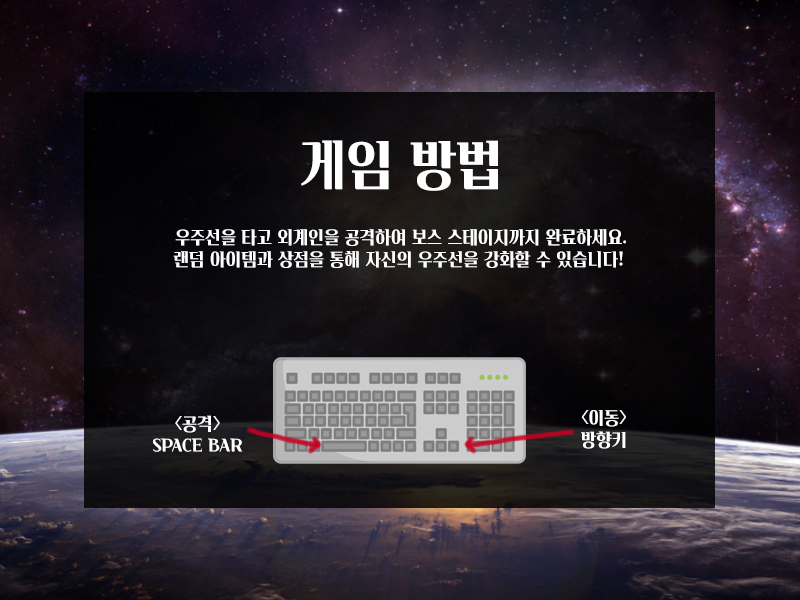 게임 방법
우주선을 타고 외계인을 공격하여 보스 스테이지까지 완료하세요.
랜덤 아이템과 상점을 통해 자신의 우주선을 강화할 수 있습니다!
<공격>
SPACE BAR
<이동>
방향키